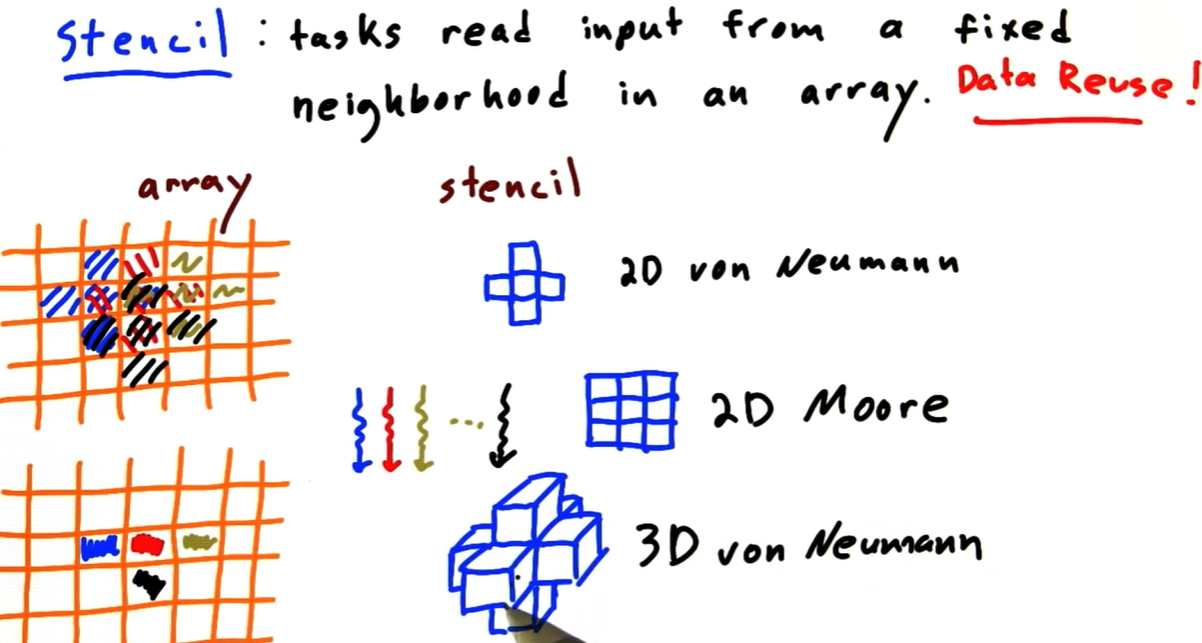 Stencil : tasks read input from a fixed
neighborhood in an array. Data Reuse!
array
stencil
2D von Neumann
2D Moore
3D von Neumann